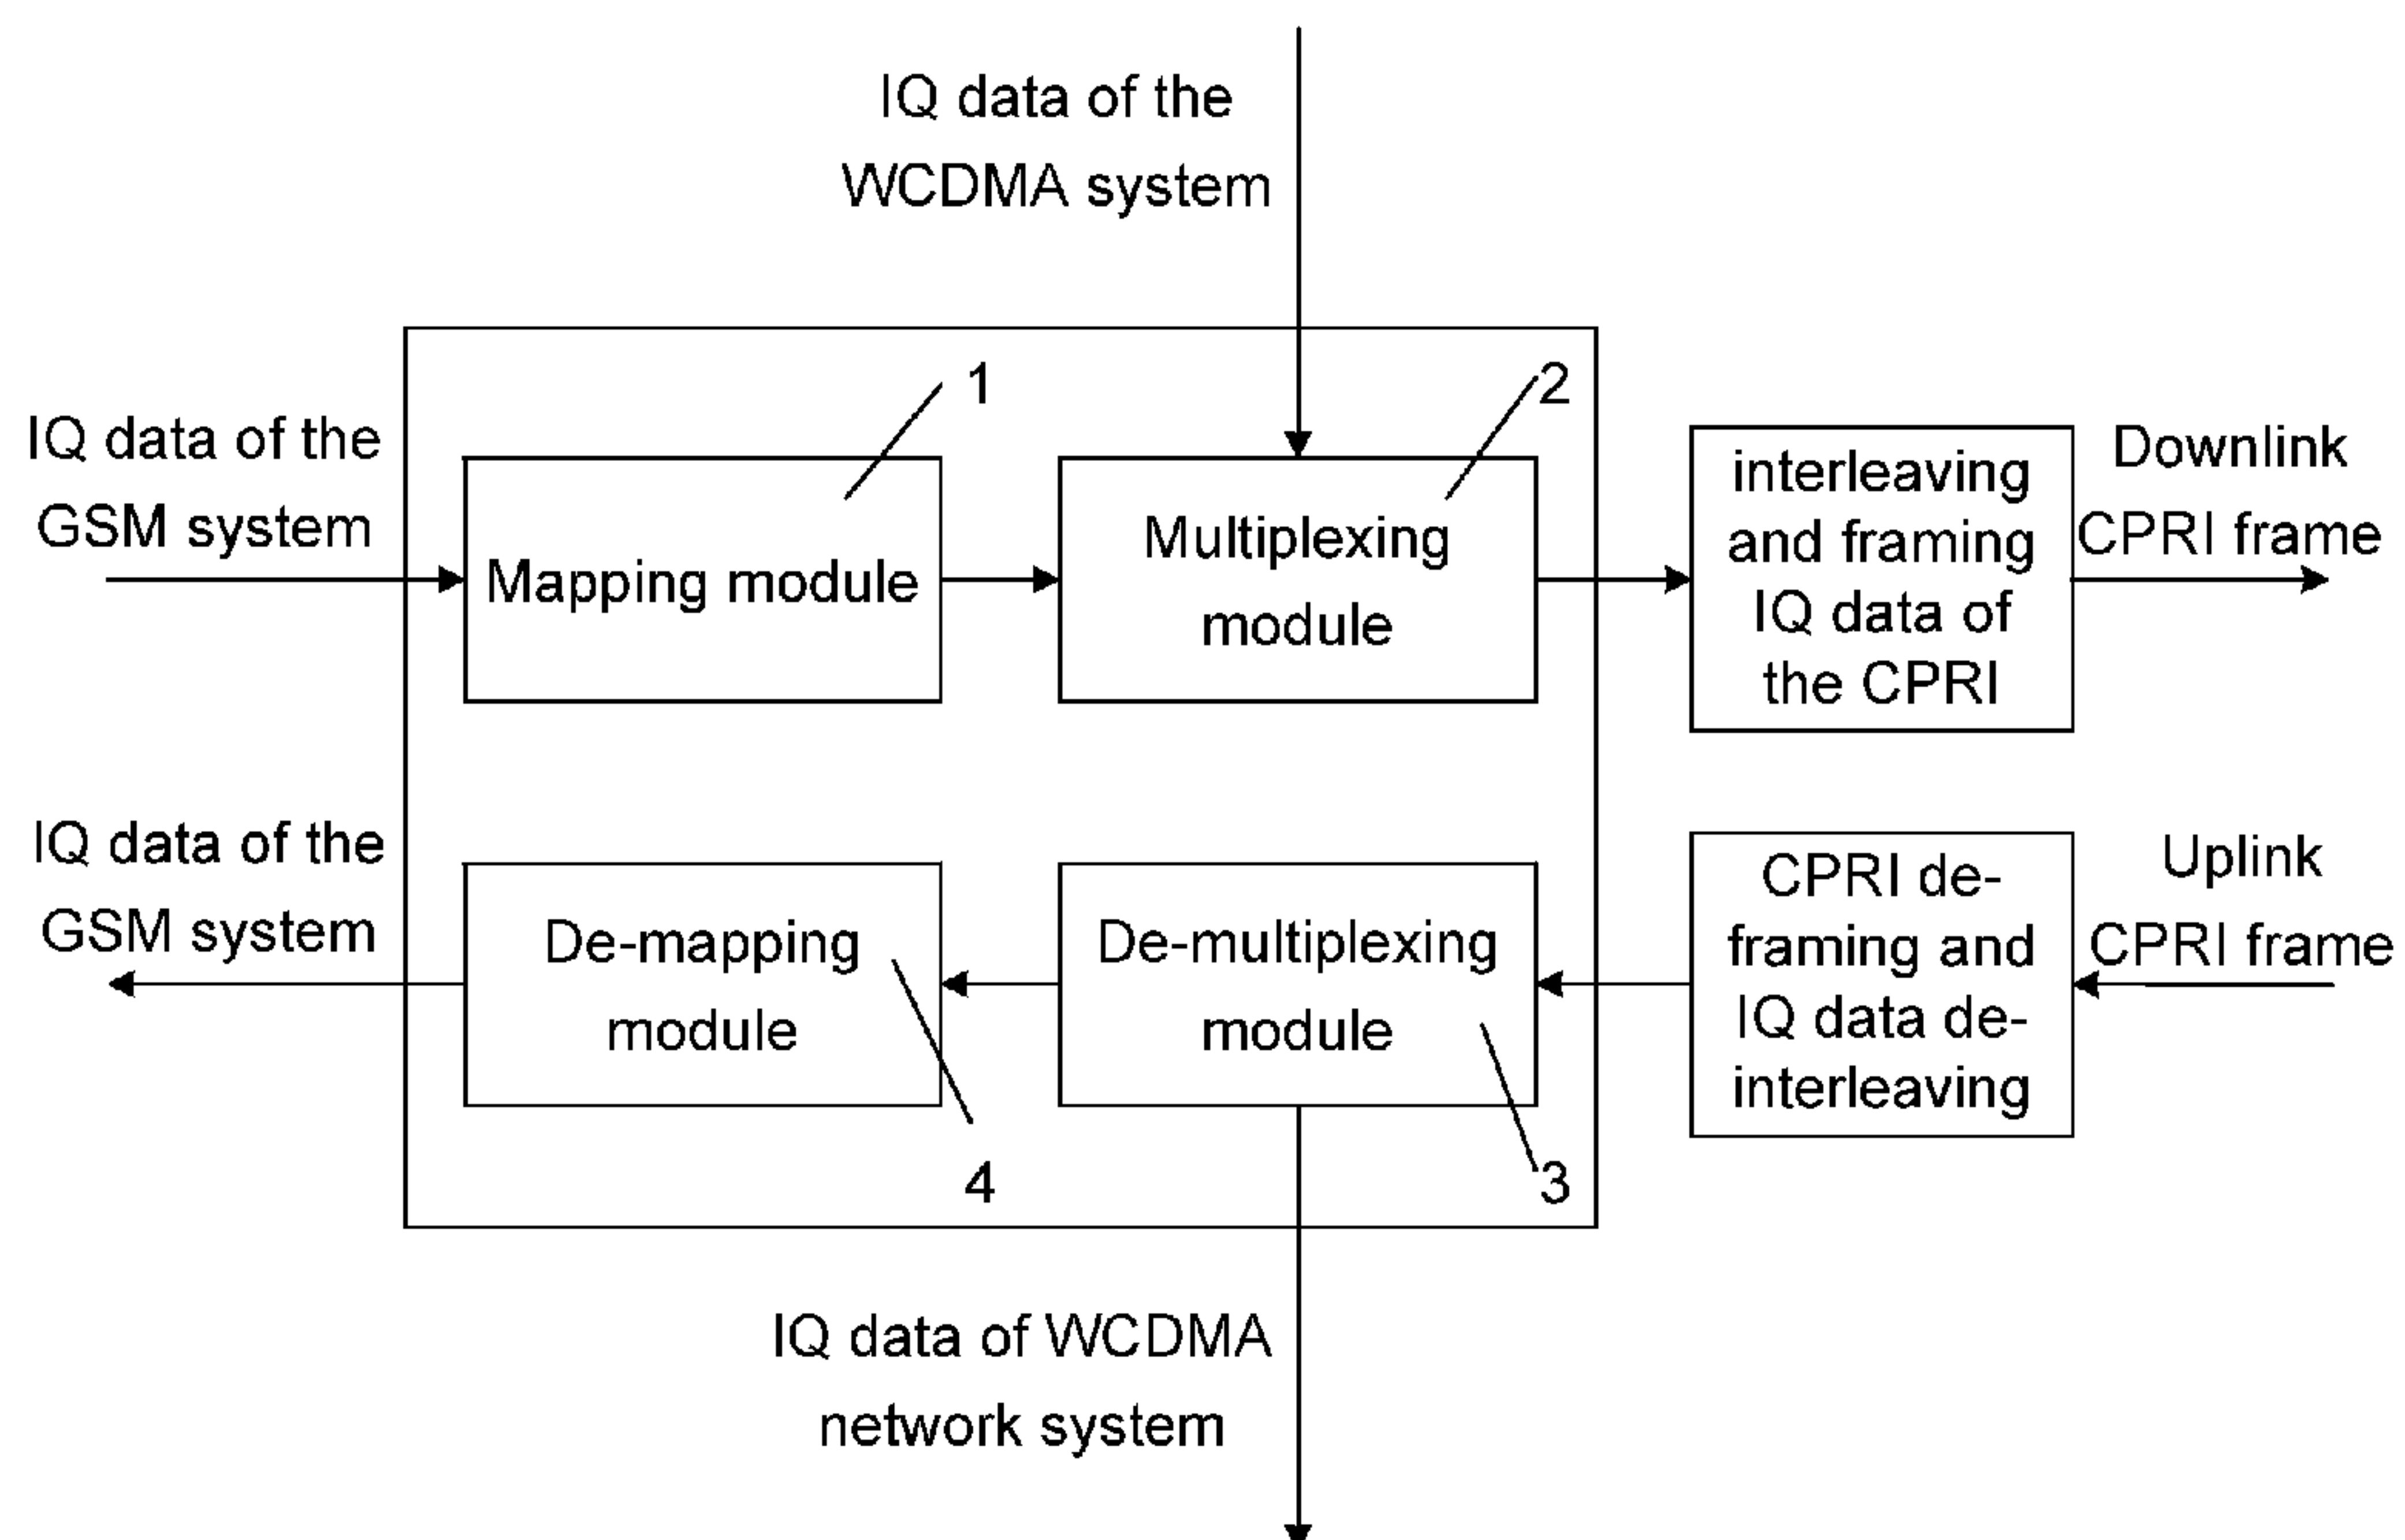 IQ data of the
WCDMA system
1
2
IQ data of the
GSM system
Mapping module
Multiplexing
module
interleaving
and framing
IQ data of
the CPRI
Downlink
CPRI frame
IQ data of the
GSM system
De-mapping
module
De-multiplexing
module
CPRI de-
framing and
IQ data de-
interleaving
Uplink
CPRI frame
4
3
IQ data of WCDMA
network system